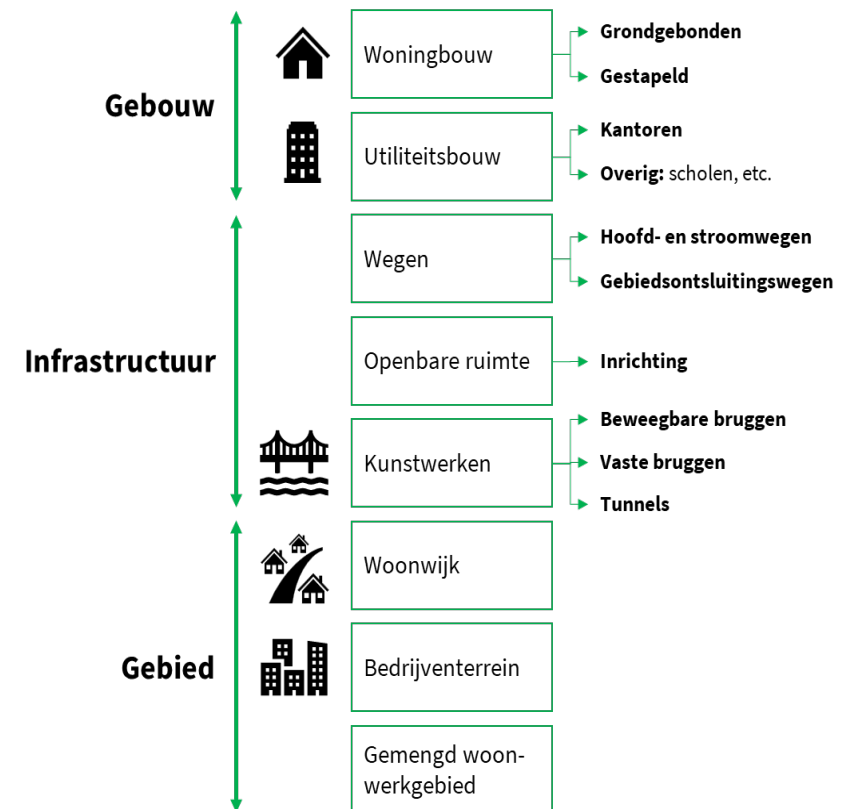 Gebouw
Woningbouw
Grondgebonden
Gestapeld
Utiliteitsbouw
Kantoren
Overig: scholen, etc.
Infrastructuur
Wegen
Hoofd- en stroomwegen
Gebiedsontsluitingswegen
Openbare ruimte
Inrichting
Kunstwerken
Beweegbare bruggen
Vaste bruggen
Tunnels
Gebied
Woonwijk
Bedrijventerrein
Gemengd woon-
werkgebied